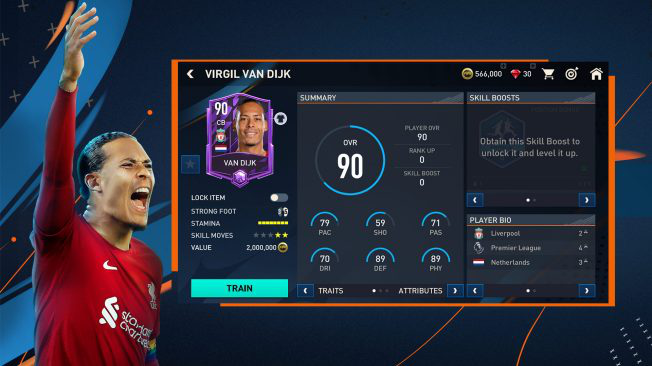 VIRGIL VAN DIJK
566,000
30
90
CB
VAN DIJK
LOCK ITEM
STRONG FOOT
STAMINA
SKILL MOVES
VALUE 2,000,000
TRAIN
SUMMARY
OVR
90
PLAYER OVR
90
RANK UP
0
SKILL BOOST
0
79
PAC
59
SHO
71
PAS
70
DRI
89
DEF
89
PHY
TRAITS
ATTRIBUTES
SKILL BOOSTS
Obtain this Skill Boost to
unlock it and level it up.
PLAYER BIO
Liverpool 2
Premier League 4
Netherlands 3
Standard
Chartered